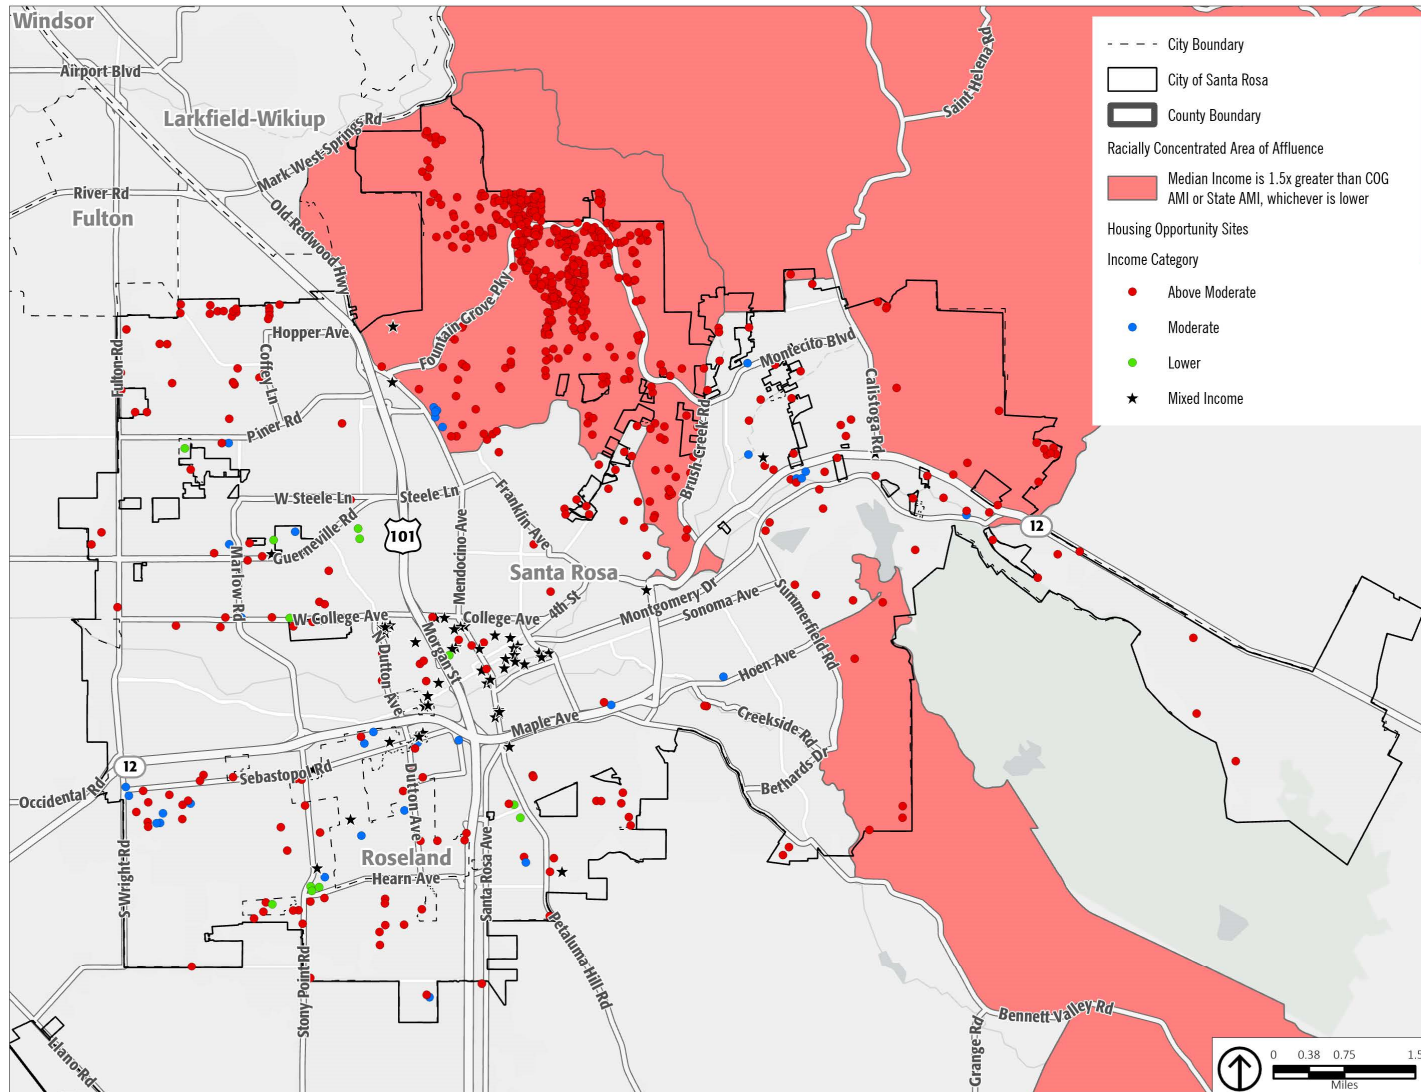 Windsor
Airport Blvd
Larkfield-Wikiup
Mark West Springs Rd
River Rd
Fulton
Old Redwood Hwy
Saint Helena Rd
City Boundary
City of Santa Rosa
County Boundary
Racially Concentrated Area of Affluence
Median Income is 1.5x greater than COG
AMI or State AMI, whichever is lower
Housing Opportunity Sites
Income Category
Above Moderate
Moderate
Lower
Mixed Income
Hopper Ave
Fountain Grove Pky
Fulton Rd
Coffey Ln
Montecito Blvd
Calistoga Rd
Piner Rd
Brush Creek Rd
W Steele Ln
Steele Ln
Franklin Ave
Guerneville Rd
101
Mendocino Ave
12
Marlow Rd
Santa Rosa
W College Ave
College Ave
4th St
Montgomery Dr
Sonoma Ave
Summerfield Rd
N Dutton Ave
Morgan St
Hoen Ave
Maple Ave
Creekside Rd
Bethards Dr
12
Sebastopol Rd
Occidental Rd
Dutton Ave
S Wright Rd
Roseland
Hearn Ave
Santa Rosa Ave
Petaluma Hill Rd
Stony Point Rd
Llano Rd
Bennett Valley Rd
Grange Rd
0 0.38 0.75 1.5
Miles